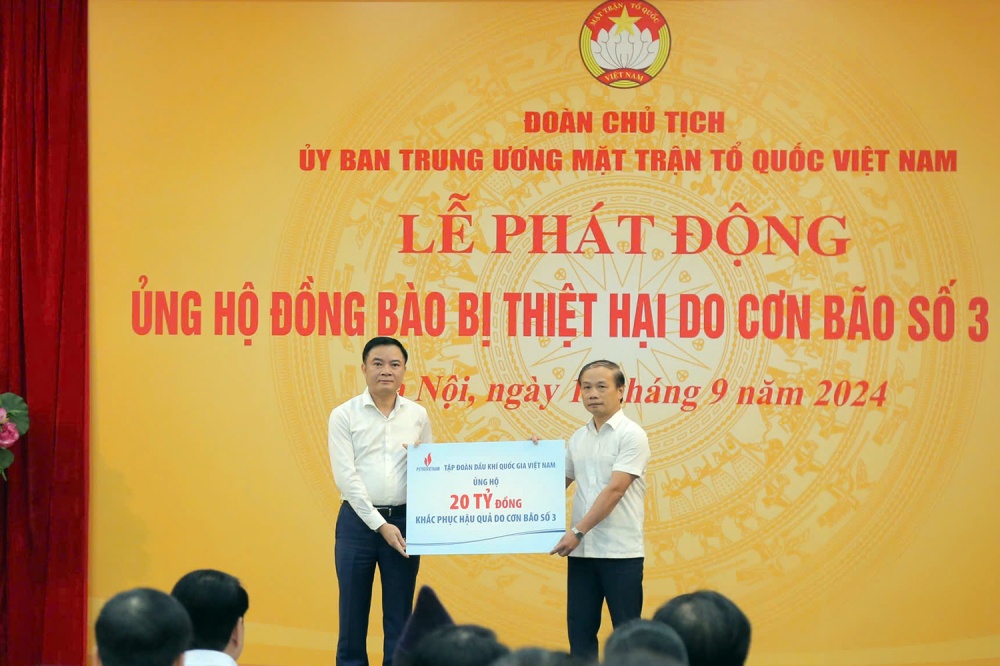 MẶT TRẬN TỔ QUỐC
VIỆT NAM
ĐOÀN CHỦ TỊCH
ỦY BAN TRUNG ƯƠNG MẶT TRẬN TỔ QUỐC VIỆT NAM
LỄ PHÁT ĐỘNG
ỦNG HỘ ĐỒNG BÀO BỊ THIỆT HẠI DO CƠN BÃO SỐ 3
Nội, ngày háng 9 năm 2024
PETROVIETNAM
TẬP ĐOÀN DẦU KHÍ QUỐC GIA VIỆT NAM
ỦNG HỘ
20 TỶ ĐỒNG
KHẮC PHỤC HẬU QUẢ DO CƠN BÃO SỐ 3